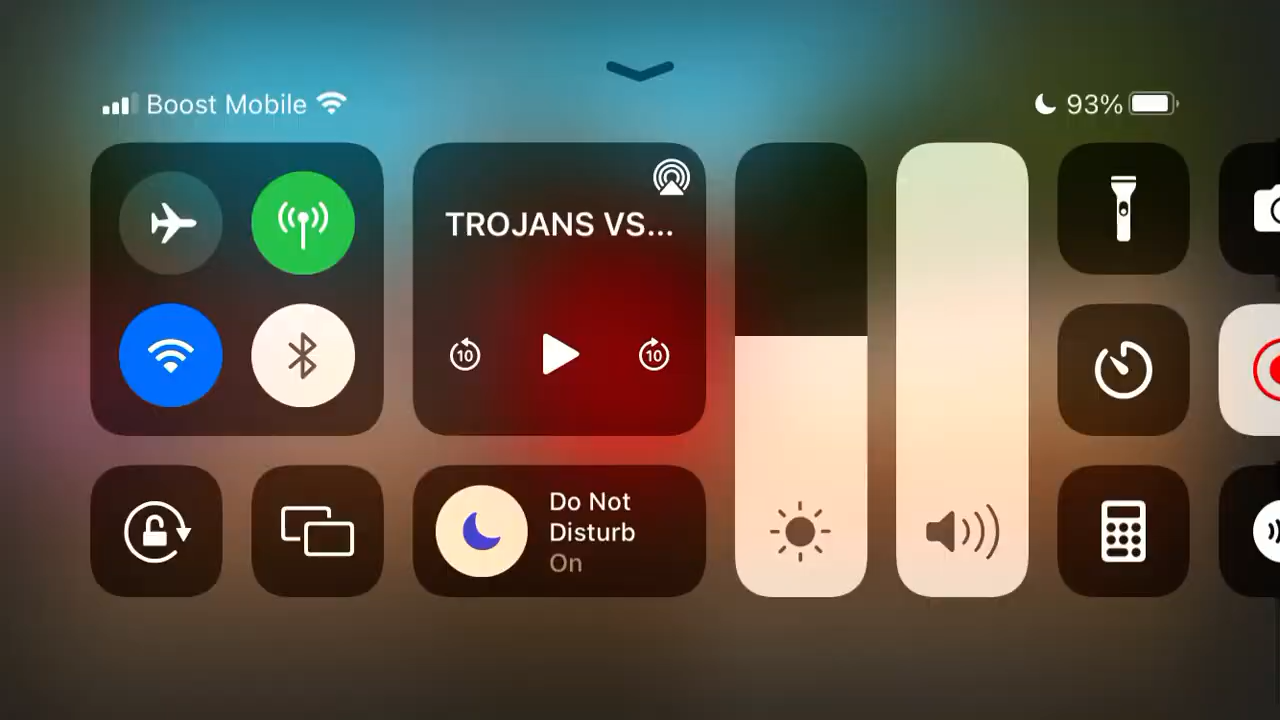 Boost Mobile
93%
TROJANS VS...
10
10
Do Not
Disturb
On